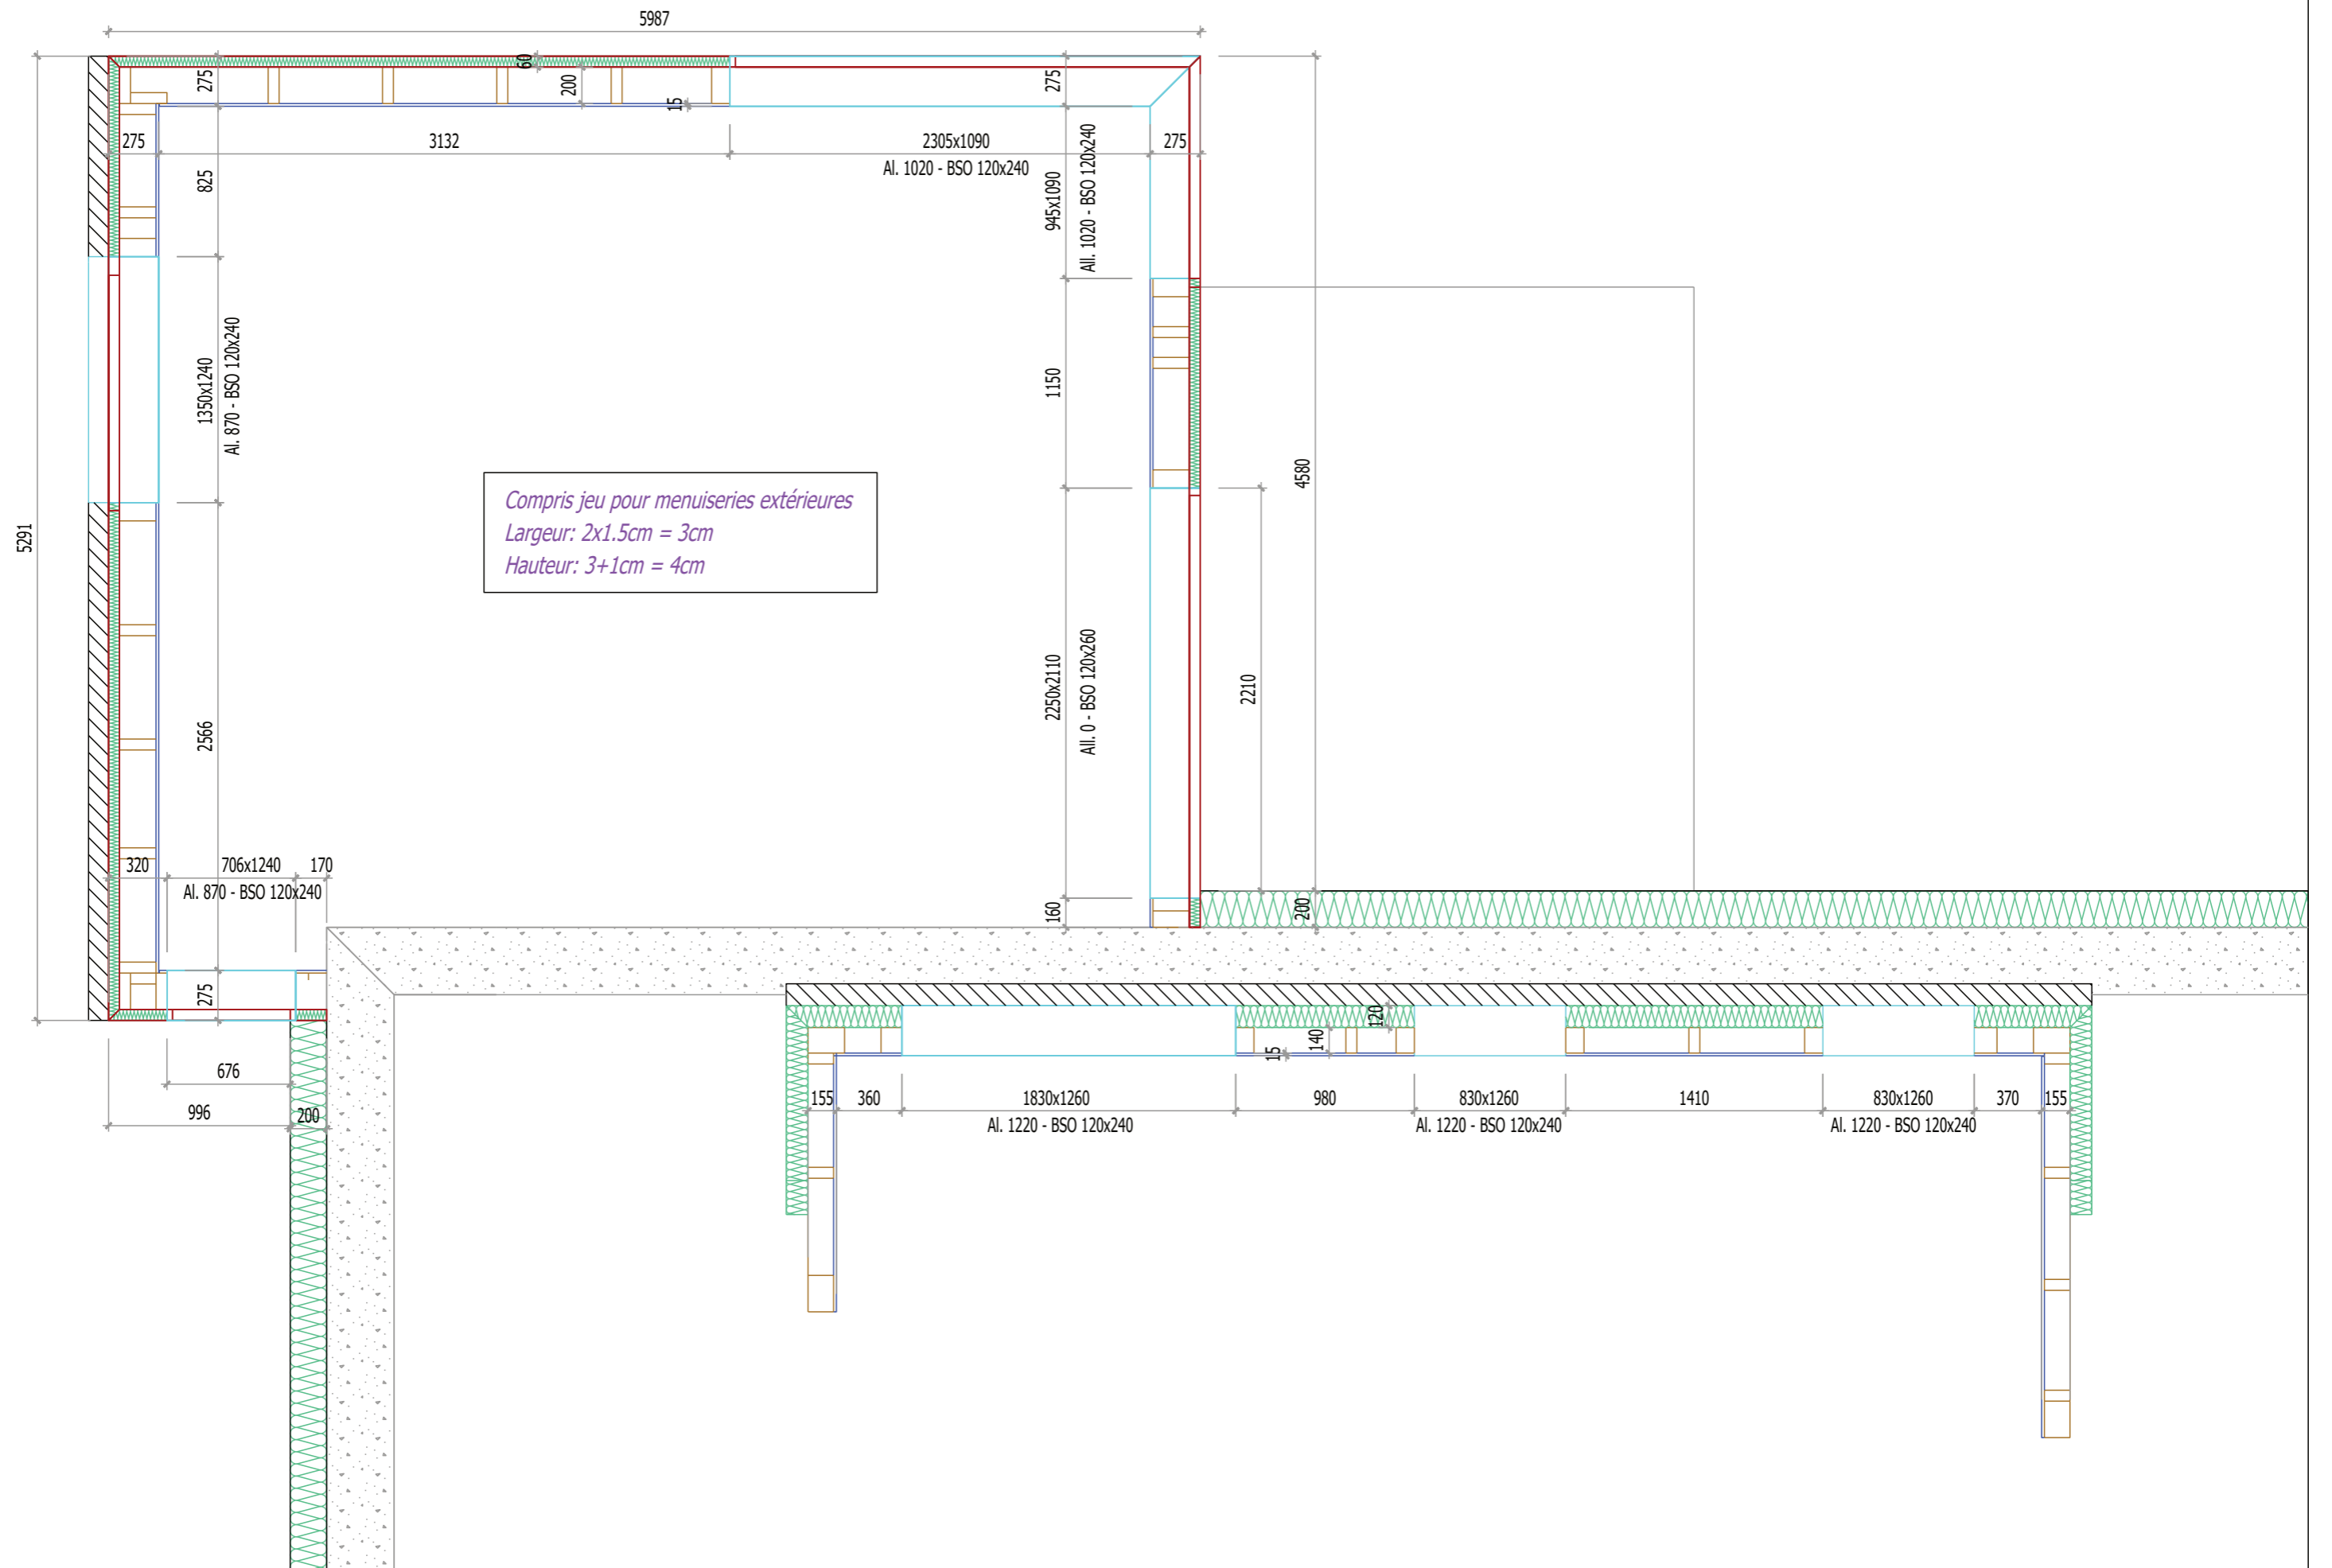 5987
275
60
200
15
275
275
3132
2305x1090
275
Al. 1020 - BSO 120x240
825
945x1090
All. 1020 - BSO 120x240
1350x1240
Al. 870 - BSO 120x240
1150
4580
5291
Compris jeu pour menuiseries extérieures
Largeur: 2x1.5cm = 3cm
Hauteur: 3+1cm = 4cm
2566
2250x2110
All. 0 - BSO 120x260
2210
320
706x1240
170
Al. 870 - BSO 120x240
160
200
275
120
140
15
676
996
200
155
360
1830x1260
980
830x1260
1410
830x1260
370
155
Al. 1220 - BSO 120x240
Al. 1220 - BSO 120x240
Al. 1220 - BSO 120x240